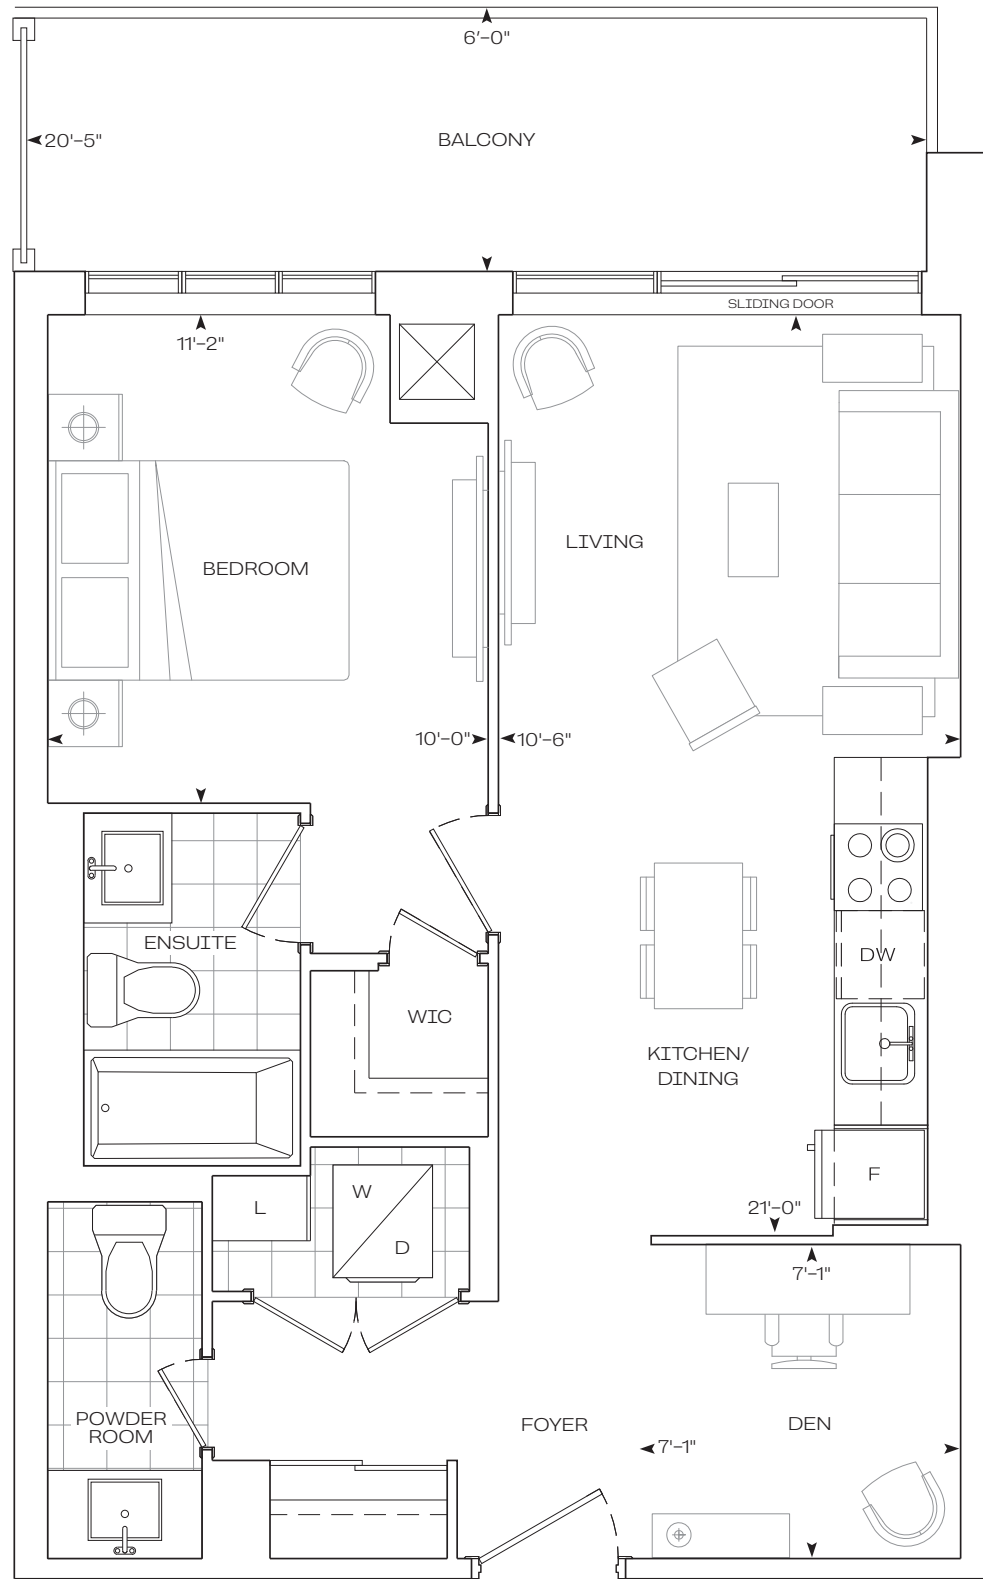 6'-0"
20'-5"
BALCONY
SLIDING DOOR
11'-2"
LIVING
BEDROOM
10'-0"
10'-6"
ENSUITE
DW
WIC
KITCHEN/
DINING
F
W
L
21'-0"
D
7'-1"
POWDER
ROOM
FOYER
DEN
7'-1"